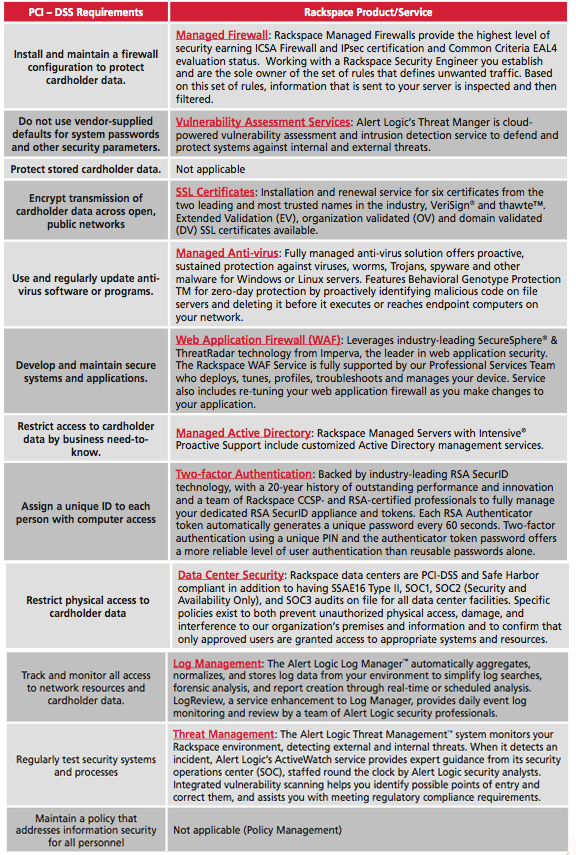 PCI – DSS Requirements
Rackspace Product/Service
Install and maintain a firewall
configuration to protect
cardholder data.
Managed Firewall: Rackspace Managed Firewalls provide the highest level of
security earning ICSA Firewall and IPsec certification and Common Criteria EAL4
evaluation status.  Working with a Rackspace Security Engineer you establish
and are the sole owner of the set of rules that defines unwanted traffic. Based
on this set of rules, information that is sent to your server is inspected and then
filtered.
Do not use vendor-supplied
defaults for system passwords
and other security parameters.
Vulnerability Assessment Services: Alert Logic's Threat Manger is cloud-
powered vulnerability assessment and intrusion detection service to defend and
protect systems against internal and external threats.
Protect stored cardholder data.
Not applicable
Encrypt transmission of
cardholder data across open,
public networks
SSL Certificates: Installation and renewal service for six certificates from the
two leading and most trusted names in the industry, VeriSign® and thawte™.
Extended Validation (EV), organization validated (OV) and domain validated
(DV) SSL certificates available.
Use and regularly update anti-
virus software or programs.
Managed Anti-virus: Fully managed anti-virus solution offers proactive,
sustained protection against viruses, worms, Trojans, spyware and other
malware for Windows or Linux servers. Features Behavioral Genotype Protection
TM for zero-day protection by proactively identifying malicious code on file
servers and deleting it before it executes or reaches endpoint computers on
your network.
Develop and maintain secure
systems and applications.
Web Application Firewall (WAF): Leverages industry-leading SecureSphere® &
ThreatRadar technology from Imperva, the leader in web application security.
The Rackspace WAF Service is fully supported by our Professional Services Team
who deploys, tunes, profiles, troubleshoots and manages your device. Service
also includes re-tuning your web application firewall as you make changes to
your application.
Restrict access to cardholder
data by business need-to-
know.
Managed Active Directory: Rackspace Managed Servers with Intensive®
Proactive Support include customized Active Directory management services.
Assign a unique ID to each
person with computer access
Two-factor Authentication: Backed by industry-leading RSA SecurID
technology, with a 20-year history of outstanding performance and innovation
and a team of Rackspace CCSP- and RSA-certified professionals to fully manage
your dedicated RSA SecurID appliance and tokens. Each RSA Authenticator
token automatically generates a unique password every 60 seconds. Two-factor
authentication using a unique PIN and the authenticator token password offers
a more reliable level of user authentication than reusable passwords alone.
Restrict physical access to
cardholder data
Data Center Security: Rackspace data centers are PCI-DSS and Safe Harbor
compliant in addition to having SSAE16 Type II, SOC1, SOC2 (Security and
Availability Only), and SOC3 audits on file for all data center facilities. Specific
policies exist to both prevent unauthorized physical access, damage, and
interference to our organization's premises and information and to confirm that
only approved users are granted access to appropriate systems and resources.
Track and monitor all access
to network resources and
cardholder data.
Log Management: The Alert Logic Log Manager™ automatically aggregates,
normalizes, and stores log data from your environment to simplify log searches,
forensic analysis, and report creation through real-time or scheduled analysis.
LogReview, a service enhancement to Log Manager, provides daily event log
monitoring and review by a team of Alert Logic security professionals.
Regularly test security systems
and processes
Threat Management: The Alert Logic Threat Management™ system monitors your
Rackspace environment, detecting external and internal threats. When it detects an
incident, Alert Logic's ActiveWatch service provides expert guidance from its security
operations center (SOC), staffed round the clock by Alert Logic security analysts.
Integrated vulnerability scanning helps you identify possible points of entry and
correct them, and assists you with meeting regulatory compliance requirements.
Maintain a policy that
addresses information security
for all personnel
Not applicable (Policy Management)